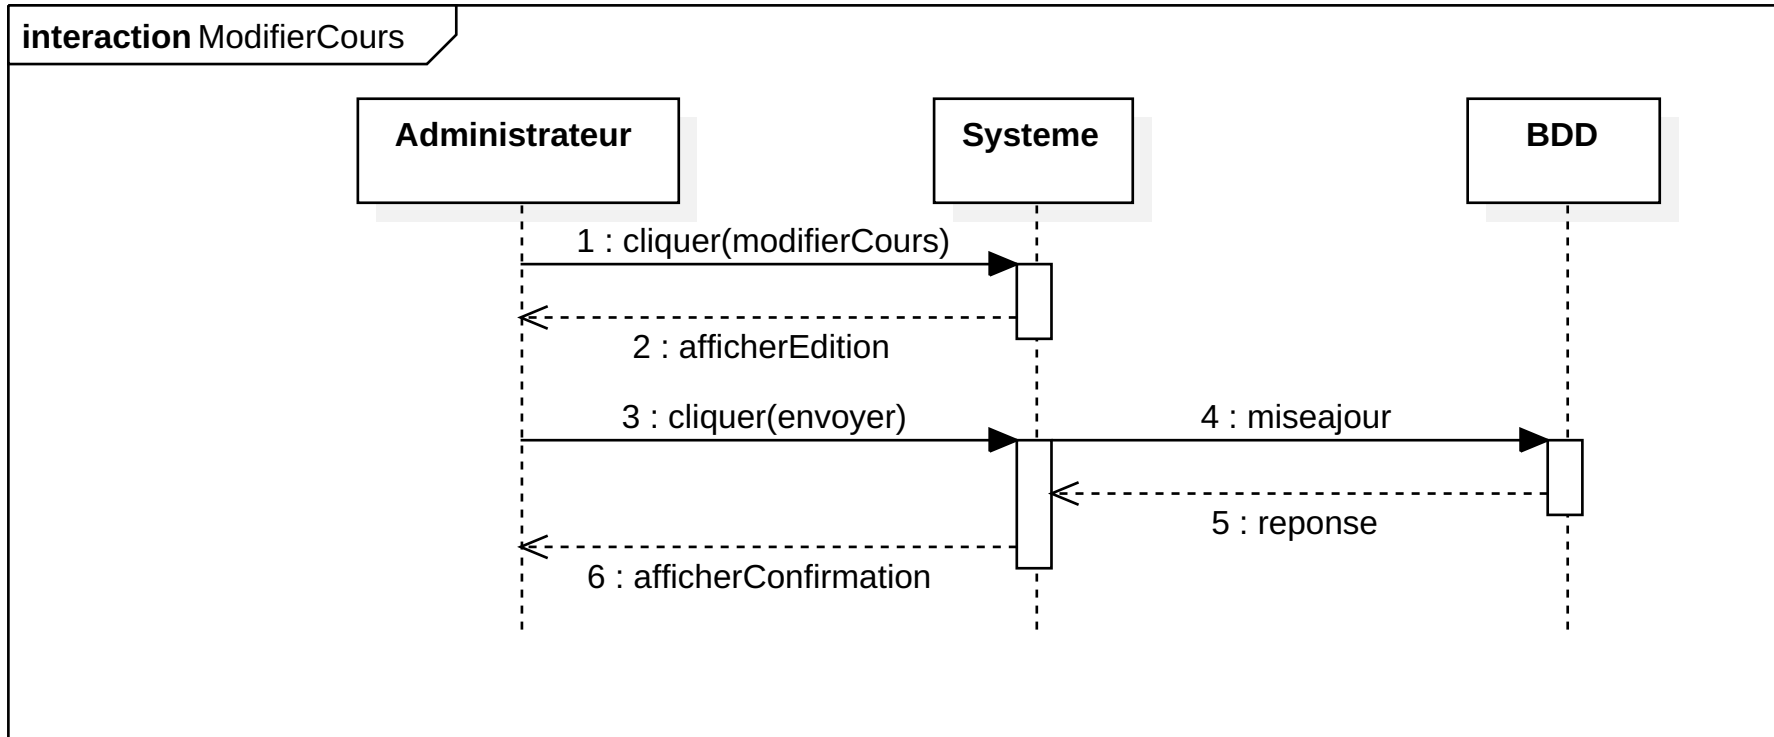 interaction ModifierCours
Administrateur
Systeme
BDD
1 : cliquer(modifierCours)
2 : afficherEdition
3 : cliquer(envoyer)
4 : miseajour
5 : reponse
6 : afficherConfirmation